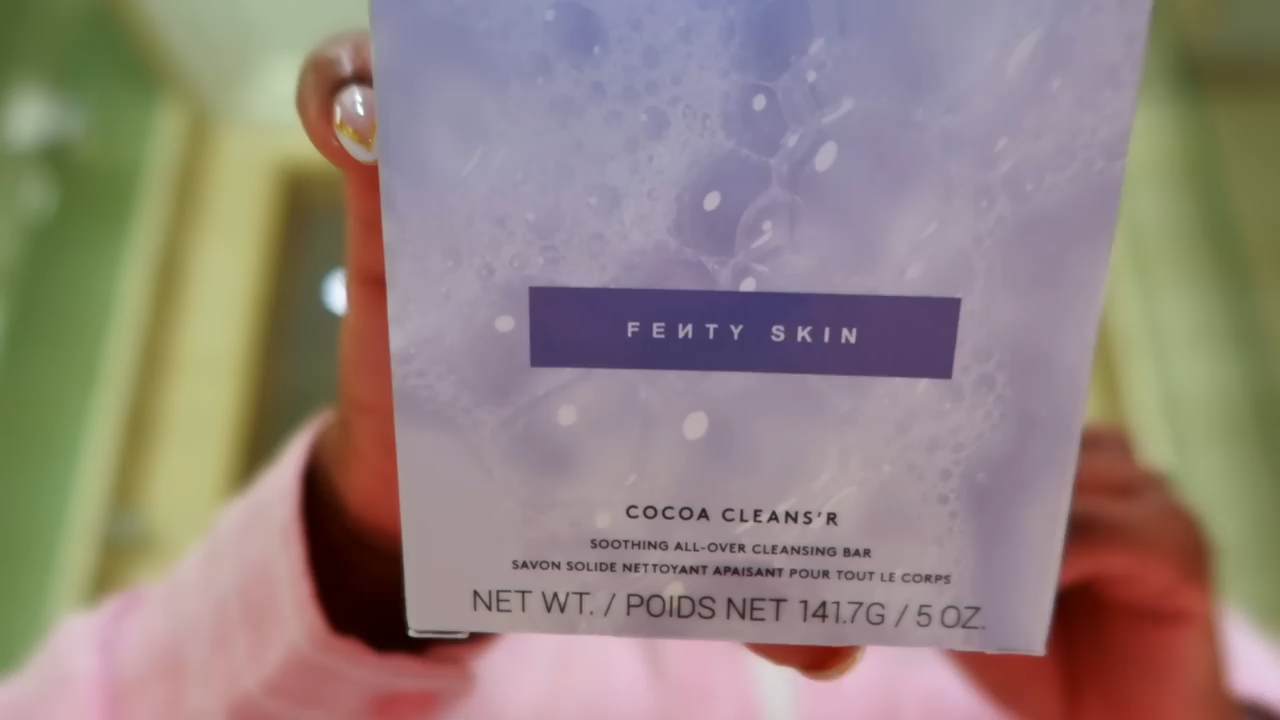 FEИTY SKIN
COCOA CLEANS'R
SOOTHING ALL-OVER CLEANSING BAR
SAVON SOLIDE NETTOYANT APAISANT POUR TOUT LE CORPS
NET WT. / POIDS NET 141.7G / 5 OZ.